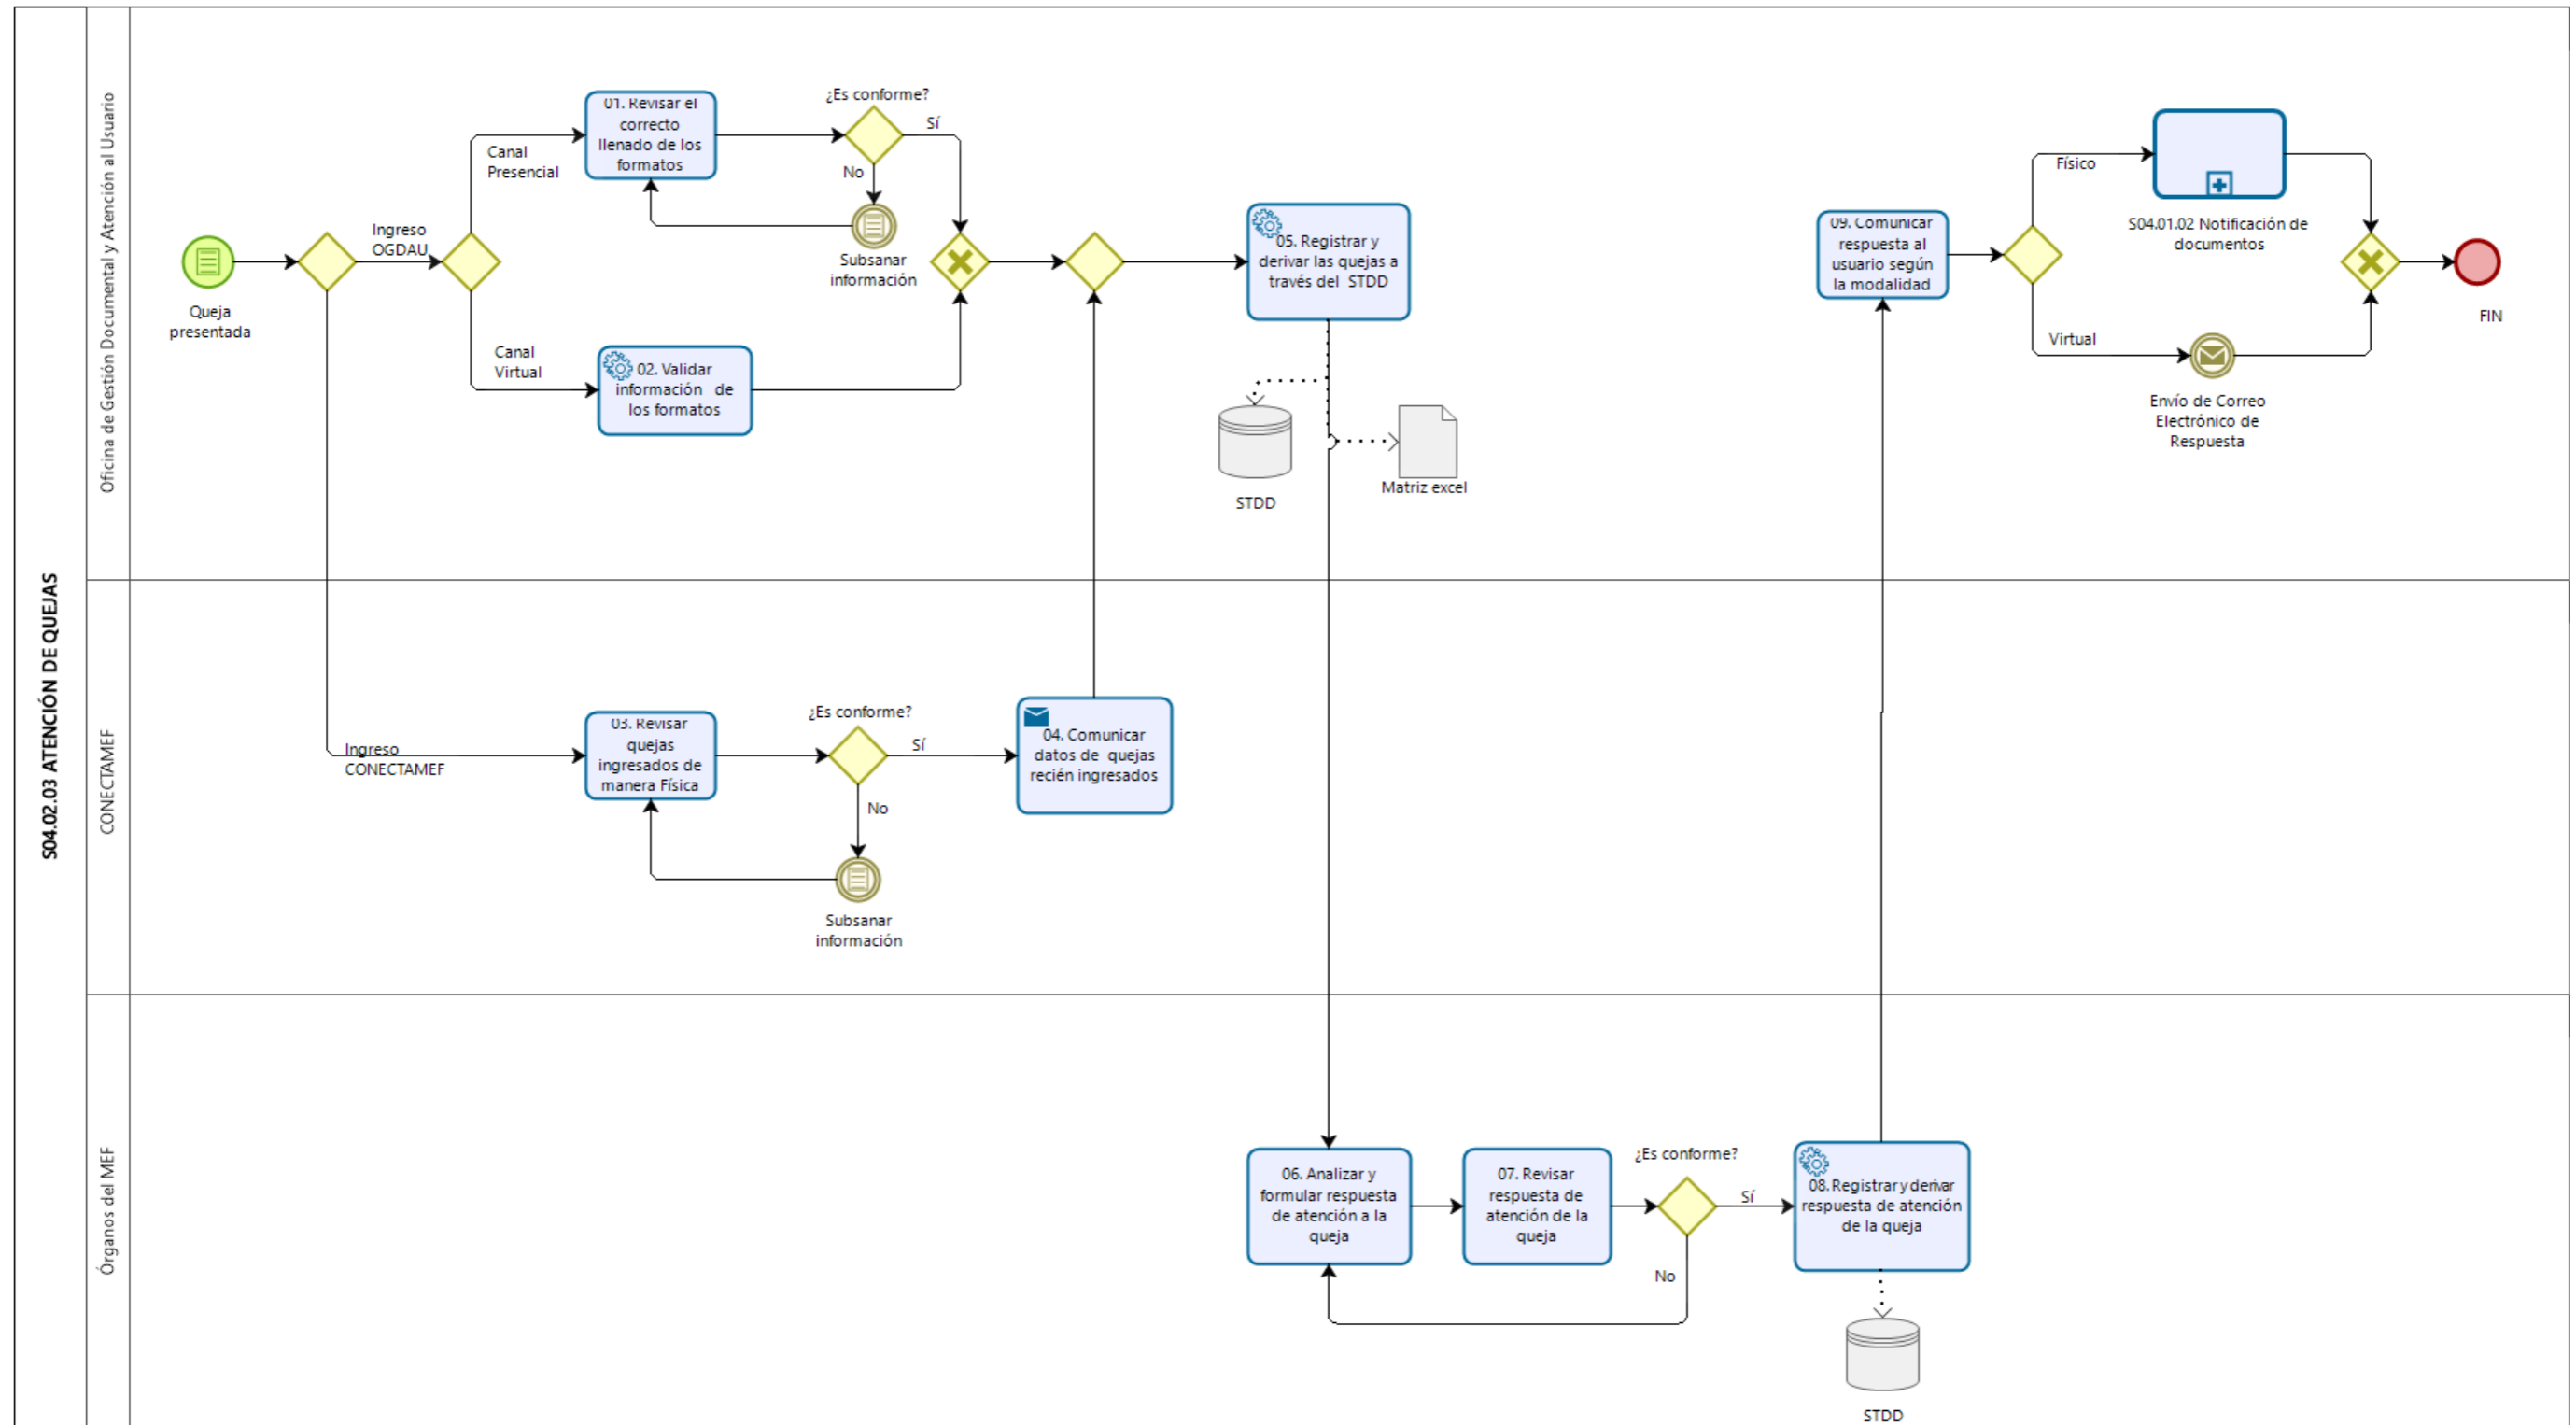 S04.02.03 ATENCIÓN DE QUEJAS
Oficina de Gestión Documental y Atención al Usuario
Queja
presentada
Ingreso
OGDAU
Canal
Presencial
01. Revisar el
correcto
llenado de los
formatos
¿Es conforme?
Sí
No
Subsanar
información
Canal
Virtual
02. Validar
información de
los formatos
05. Registrar y
derivar las quejas a
través del STDD
STDD
Matriz excel
09. Comunicar
respuesta al
usuario según
la modalidad
Físico
S04.01.02 Notificación de
documentos
Virtual
Envío de Correo
Electrónico de
Respuesta
FIN
CONECTAMEF
Ingreso
CONECTAMEF
03. Revisar
quejas
ingresados de
manera Física
¿Es conforme?
Sí
No
Subsanar
información
04. Comunicar
datos de quejas
recién ingresados
Órganos del MEF
06. Analizar y
formular respuesta
de atención a la
queja
07. Revisar
respuesta de
atención de la
queja
¿Es conforme?
Sí
No
08. Registrar y derivar
respuesta de atención
de la queja
STDD